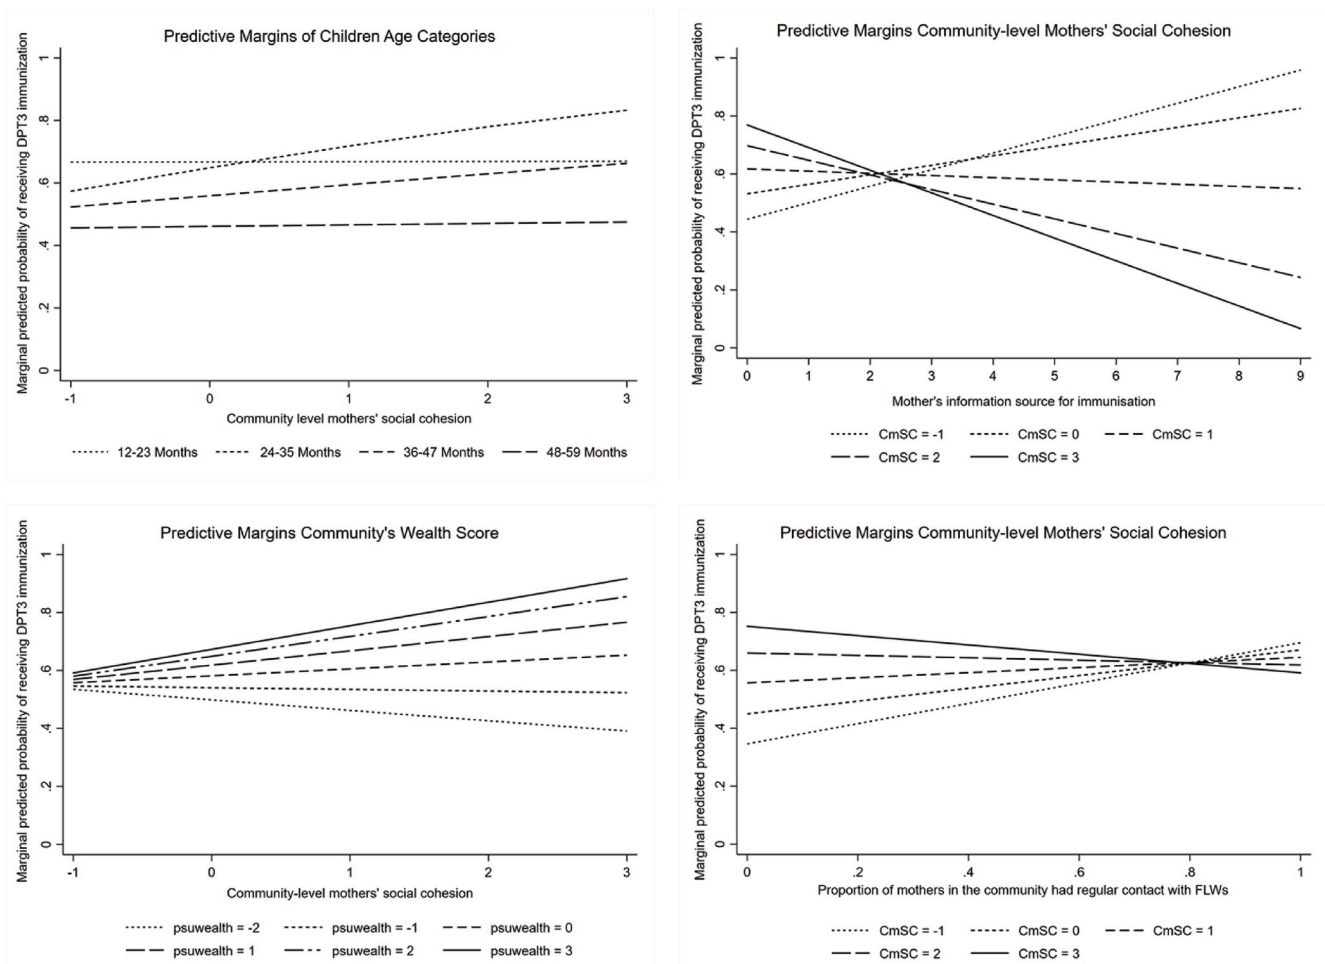 Predictive Margins of Children Age Categories
Marginal predicted probability of receiving DPT3 immunization
1
.8
.6
.4
.2
0
-1 0 1 2 3
Community level mothers' social cohesion
12-23 Months 24-35 Months 36-47 Months 48-59 Months
Predictive Margins Community-level Mothers' Social Cohesion
Marginal predicted probability of receiving DPT3 immunization
1
.8
.6
.4
.2
0
0 1 2 3 4 5 6 7 8 9
Mother's information source for immunisation
CmSC = -1 CmSC = 0 CmSC = 1
CmSC = 2 CmSC = 3
Predictive Margins Community's Wealth Score
Marginal predicted probability of receiving DPT3 immunization
1
.8
.6
.4
.2
0
-1 0 1 2 3
Community-level mothers' social cohesion
psuwealth = -2 psuwealth = -1 psuwealth = 0
psuwealth = 1 psuwealth = 2 psuwealth = 3
Predictive Margins Community-level Mothers' Social Cohesion
Marginal predicted probability of receiving DPT3 immunization
1
.8
.6
.4
.2
0
0 .2 .4 .6 .8 1
Proportion of mothers in the community had regular contact with FLWs
CmSC = -1 CmSC = 0 CmSC = 1
CmSC = 2 CmSC = 3